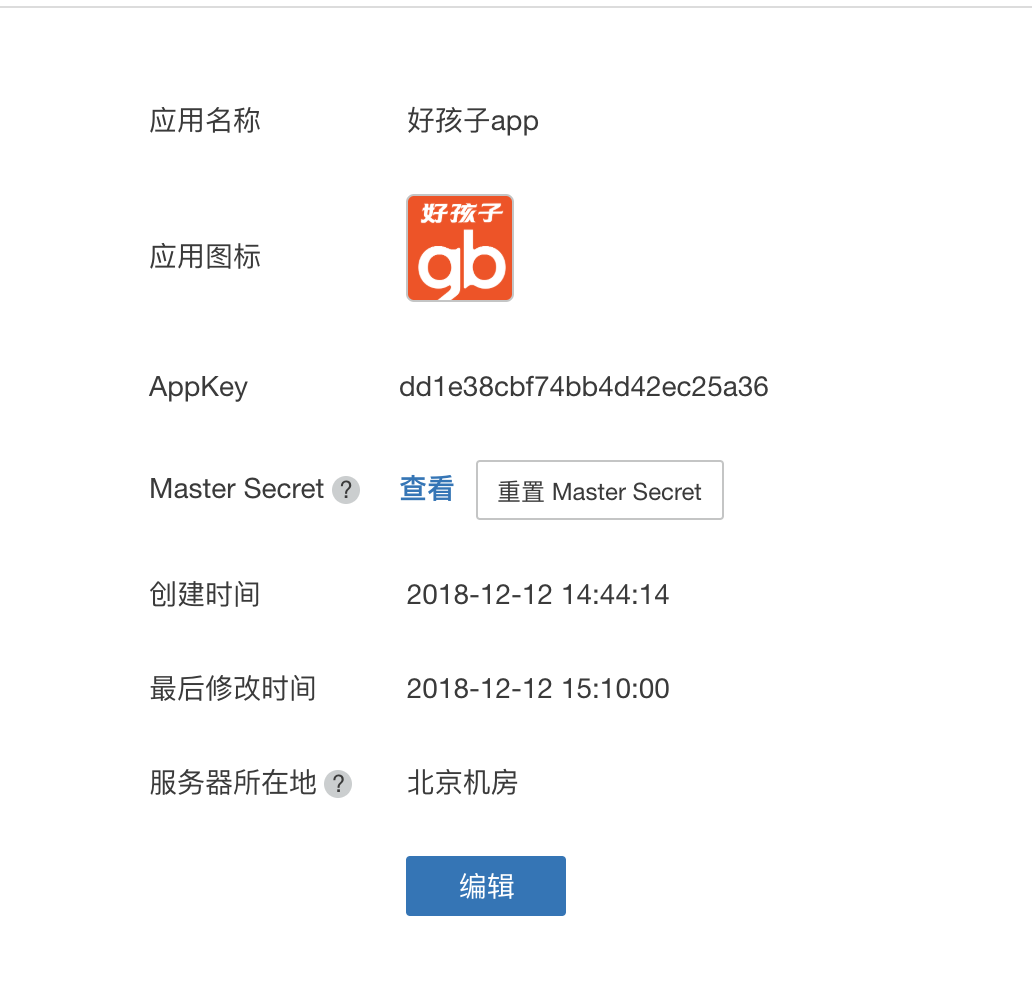 应用名称 好孩子app
好孩子
gb
应用图标
AppKey dd1e38cbf74bb4d42ec25a36
Master Secret ? 查看 重置 Master Secret
创建时间 2018-12-12 14:44:14
最后修改时间 2018-12-12 15:10:00
服务器所在地 ? 北京机房
编辑